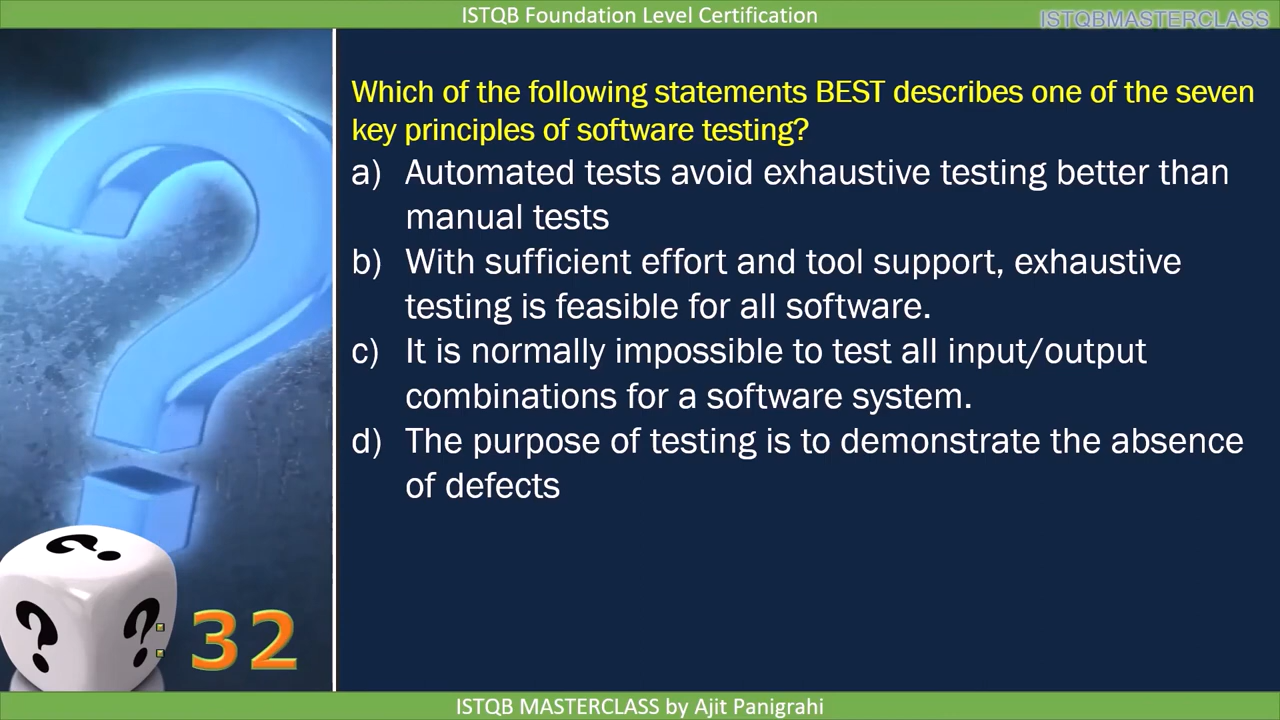 ISTQB Foundation Level Certification
ISTQBMASTERCLASS
Which of the following statements BEST describes one of the seven
key principles of software testing?
a) Automated tests avoid exhaustive testing better than
manual tests
b) With sufficient effort and tool support, exhaustive
testing is feasible for all software.
c) It is normally impossible to test all input/output
combinations for a software system.
d) The purpose of testing is to demonstrate the absence
of defects
? ? ?
:32
ISTQB MASTERCLASS by Ajit Panigrahi